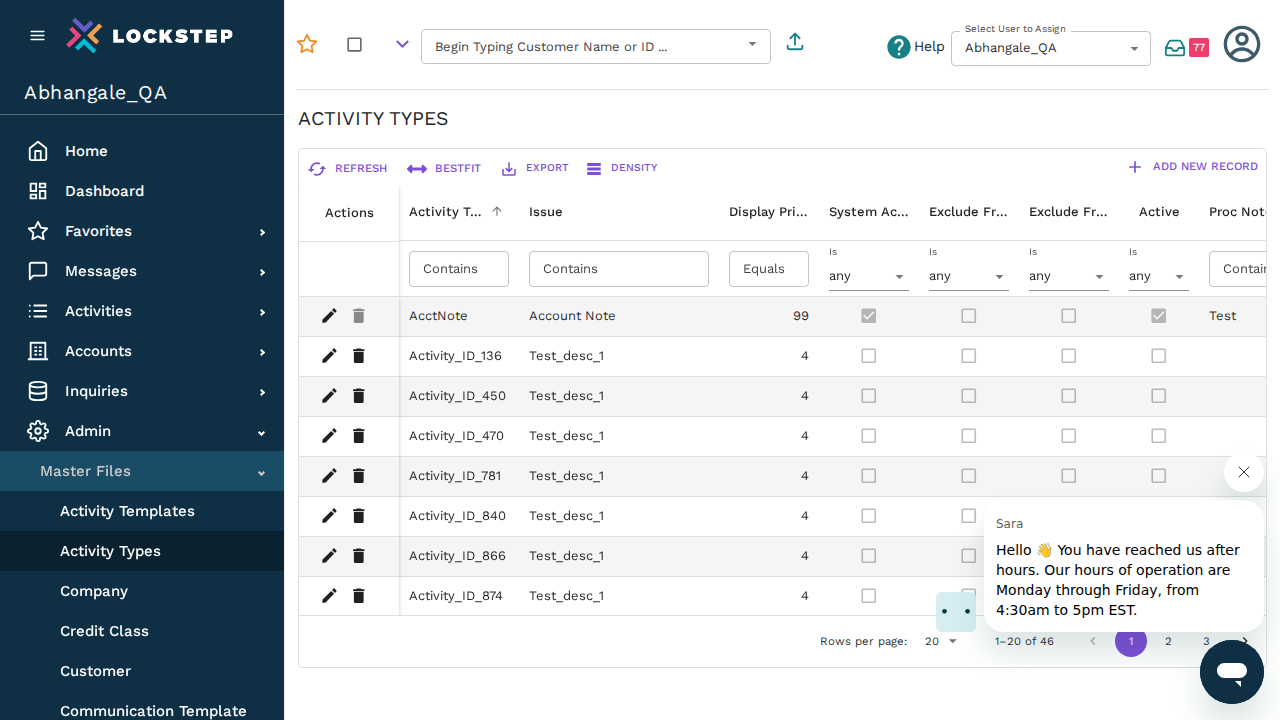 LOCKSTEP
Begin Typing Customer Name or ID ...
Help
Select User to Assign
Abhangale_QA
77
Abhangale_QA
Home
Dashboard
Favorites
Messages
Activities
Accounts
Inquiries
Admin
Master Files
Activity Templates
Activity Types
Company
Credit Class
Customer
Communication Template
ACTIVITY TYPES
REFRESH BESTFIT EXPORT DENSITY ADD NEW RECORD
Actions Activity T... Issue Display Pri... System Ac... Exclude Fr... Exclude Fr... Active Proc Not
Is Is Is Is
Contains Contains Equals any any any any Contain
AcctNote Account Note 99 Test
Activity_ID_136 Test_desc_1 4
Activity_ID_450 Test_desc_1 4
Activity_ID_470 Test_desc_1 4
Activity_ID_781 Test_desc_1 4
Activity_ID_840 Test_desc_1 4
Activity_ID_866 Test_desc_1 4
Activity_ID_874 Test_desc_1 4
Rows per page: 20 1–20 of 46 1 2 3
Sara
Hello 👋 You have reached us after
hours. Our hours of operation are
Monday through Friday, from
4:30am to 5pm EST.